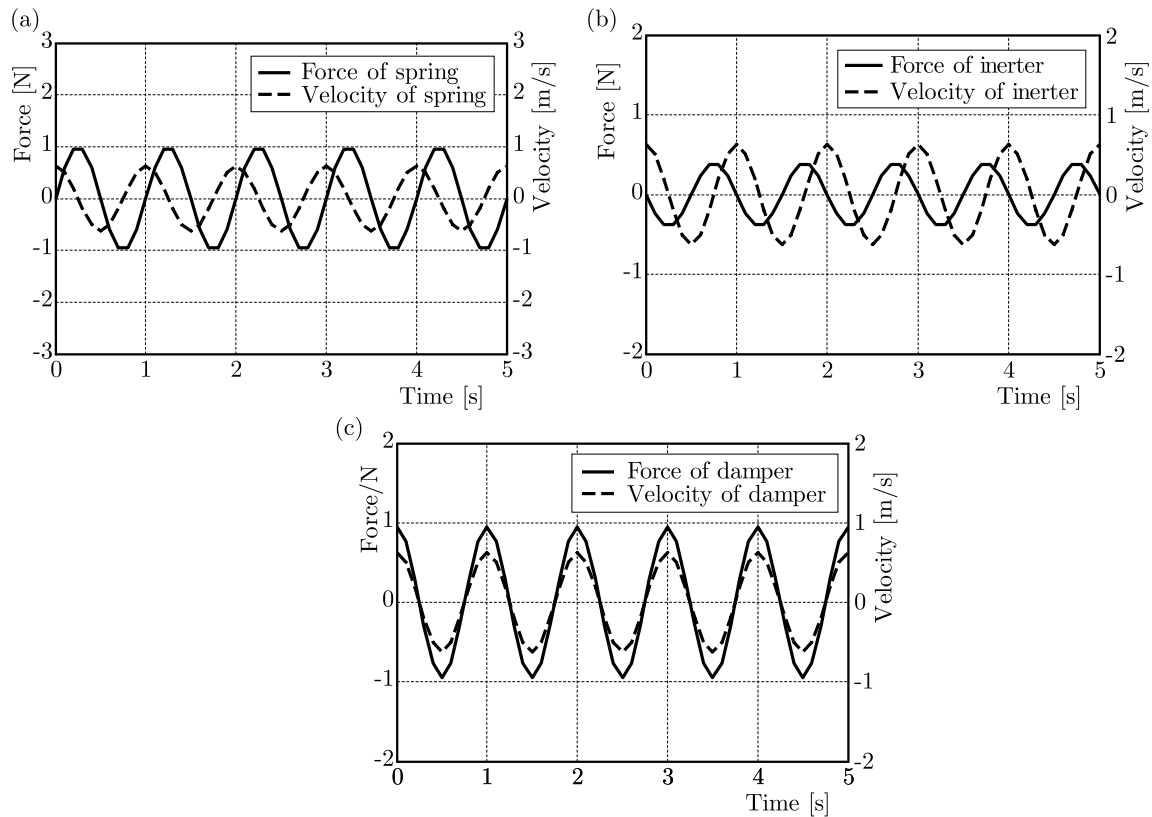 (a)
3
2
1
0
-1
-2
-3
Force [N]
Force of spring
Velocity of spring
3
2
1
0
-1
-2
-3
Velocity [m/s]
0 1 2 3 4 5
Time [s]
(b)
2
1
0
-1
-2
Force [N]
Force of inerter
Velocity of inerter
2
1
0
-1
-2
Velocity [m/s]
0 1 2 3 4 5
Time [s]
(c)
2
1
0
-1
-2
Force/N
Force of damper
Velocity of damper
2
1
0
-1
-2
Velocity [m/s]
0 1 2 3 4 5
Time [s]